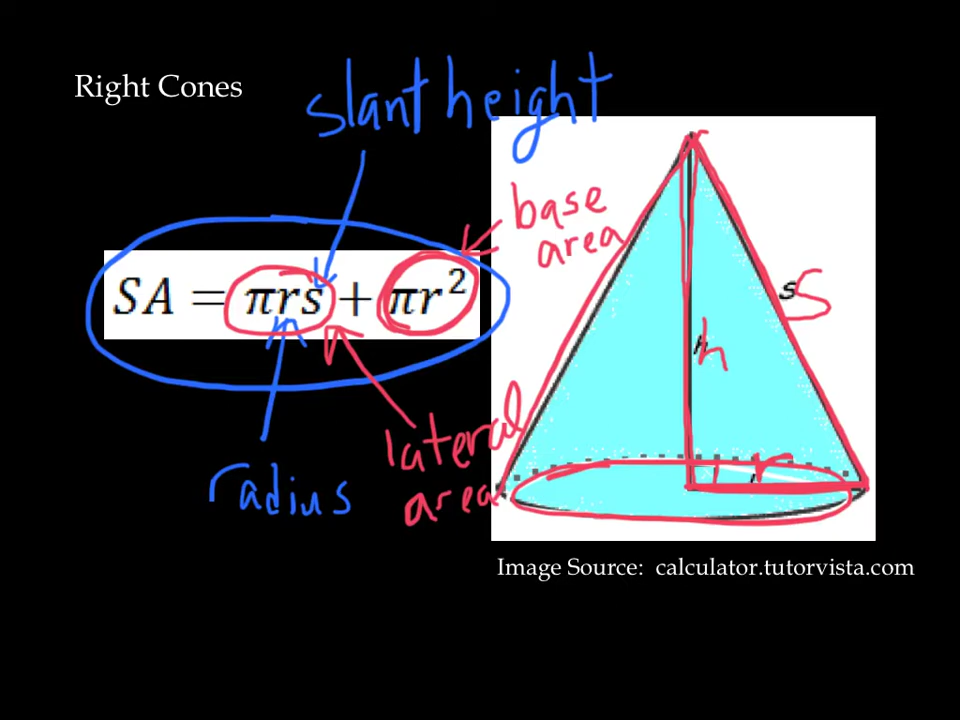 Right Cones
slant height
base
area
SA = πrs + πr²
s
S
h
h
lateral
area
r
radius
Image Source: calculator.tutorvista.com